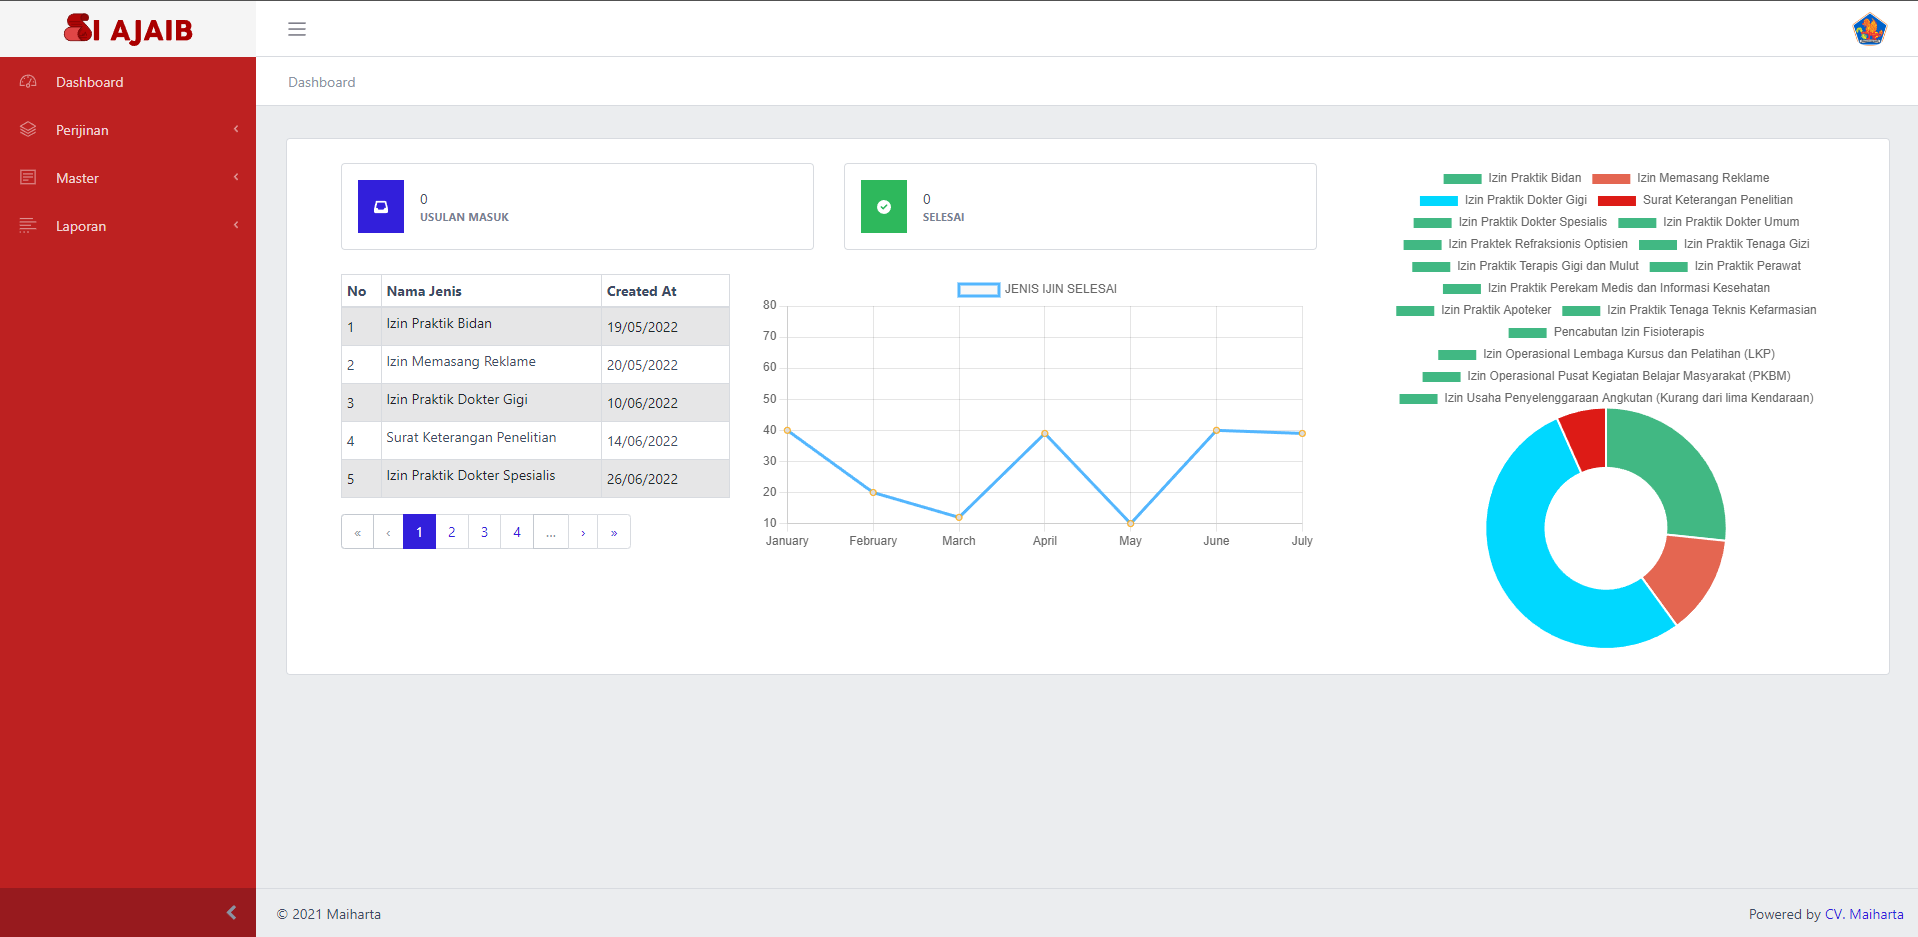 SI AJAIB
Dashboard
Perijinan
Master
Laporan
Dashboard
0
USULAN MASUK
0
SELESAI
No Nama Jenis Created At
1 Izin Praktik Bidan 19/05/2022
2 Izin Memasang Reklame 20/05/2022
3 Izin Praktik Dokter Gigi 10/06/2022
4 Surat Keterangan Penelitian 14/06/2022
5 Izin Praktik Dokter Spesialis 26/06/2022
« ‹ 1 2 3 4 ... › »
JENIS IJIN SELESAI
80
70
60
50
40
30
20
10
January February March April May June July
Izin Praktik Bidan Izin Memasang Reklame
Izin Praktik Dokter Gigi Surat Keterangan Penelitian
Izin Praktik Dokter Spesialis Izin Praktik Dokter Umum
Izin Praktek Refraksionis Optisien Izin Praktik Tenaga Gizi
Izin Praktik Terapis Gigi dan Mulut Izin Praktik Perawat
Izin Praktik Perekam Medis dan Informasi Kesehatan
Izin Praktik Apoteker Izin Praktik Tenaga Teknis Kefarmasian
Pencabutan Izin Fisioterapis
Izin Operasional Lembaga Kursus dan Pelatihan (LKP)
Izin Operasional Pusat Kegiatan Belajar Masyarakat (PKBM)
Izin Usaha Penyelenggaraan Angkutan (Kurang dari lima Kendaraan)
© 2021 Maiharta
Powered by CV. Maiharta